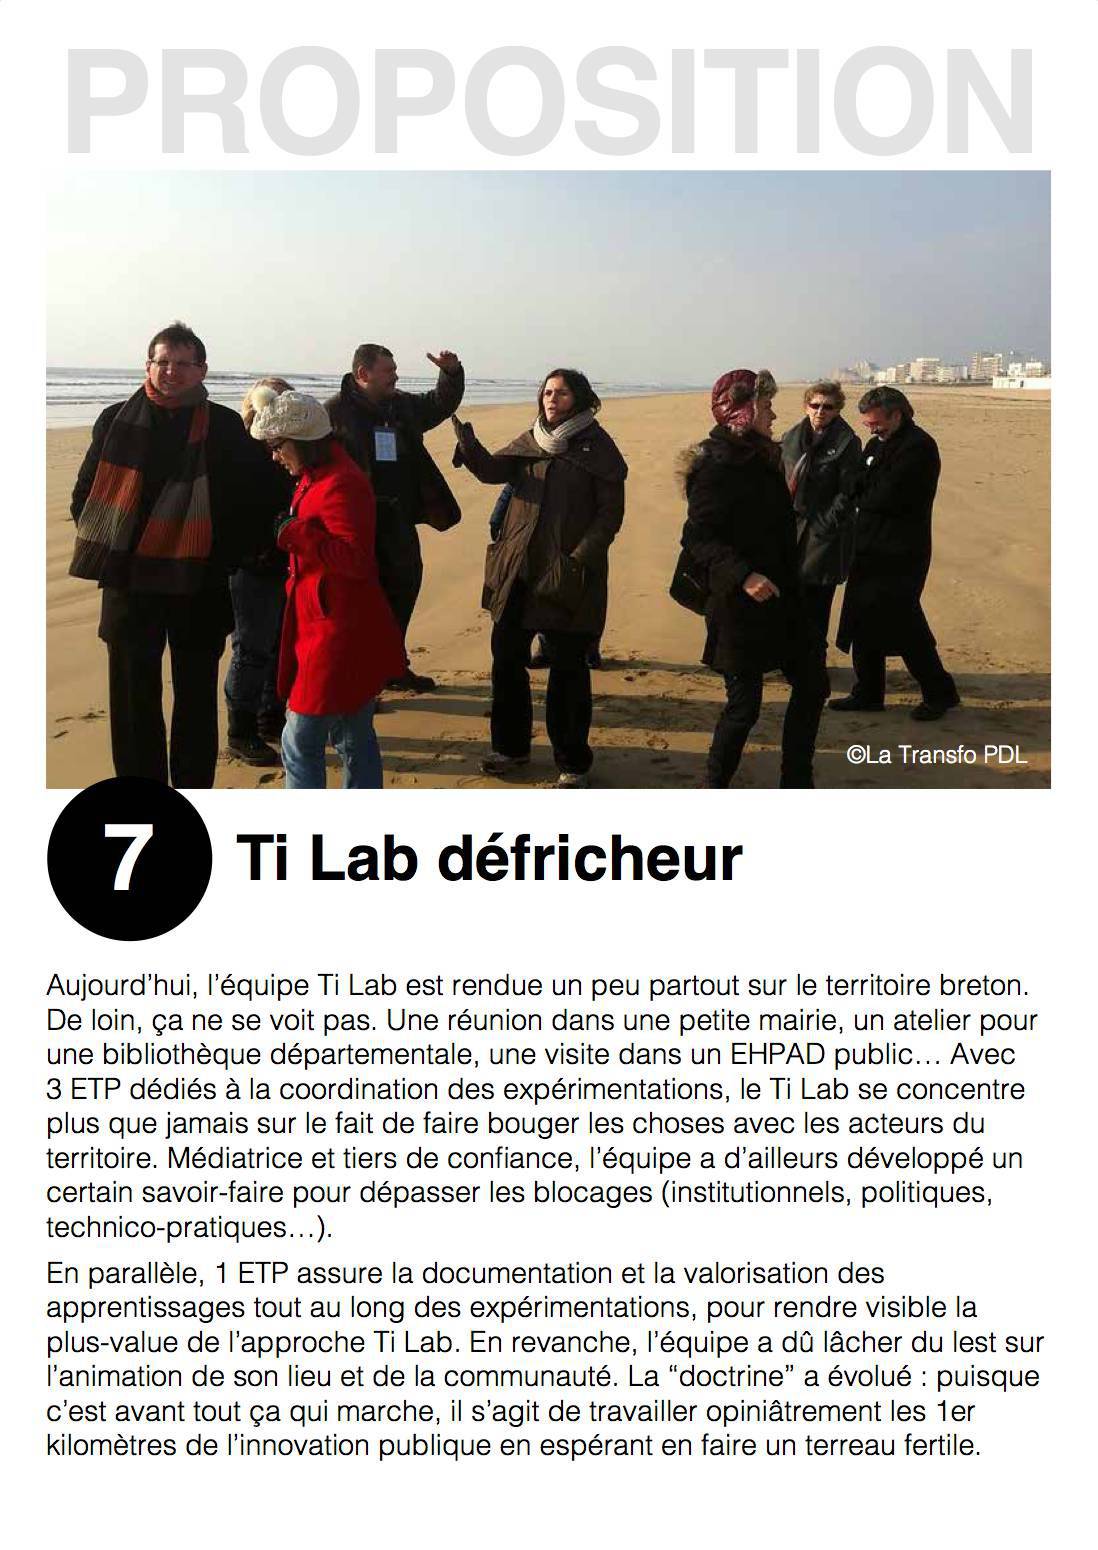 PROPOSITION
©La Transfo PDL
7
Ti Lab défricheur
Aujourd’hui, l’équipe Ti Lab est rendue un peu partout sur le territoire breton.
De loin, ça ne se voit pas. Une réunion dans une petite mairie, un atelier pour
une bibliothèque départementale, une visite dans un EHPAD public… Avec
3 ETP dédiés à la coordination des expérimentations, le Ti Lab se concentre
plus que jamais sur le fait de faire bouger les choses avec les acteurs du
territoire. Médiatrice et tiers de confiance, l’équipe a d’ailleurs développé un
certain savoir-faire pour dépasser les blocages (institutionnels, politiques,
technico-pratiques…).
En parallèle, 1 ETP assure la documentation et la valorisation des
apprentissages tout au long des expérimentations, pour rendre visible la
plus-value de l’approche Ti Lab. En revanche, l’équipe a dû lâcher du lest sur
l’animation de son lieu et de la communauté. La “doctrine” a évolué : puisque
c’est avant tout ça qui marche, il s’agit de travailler opiniâtrement les 1er
kilomètres de l’innovation publique en espérant en faire un terreau fertile.